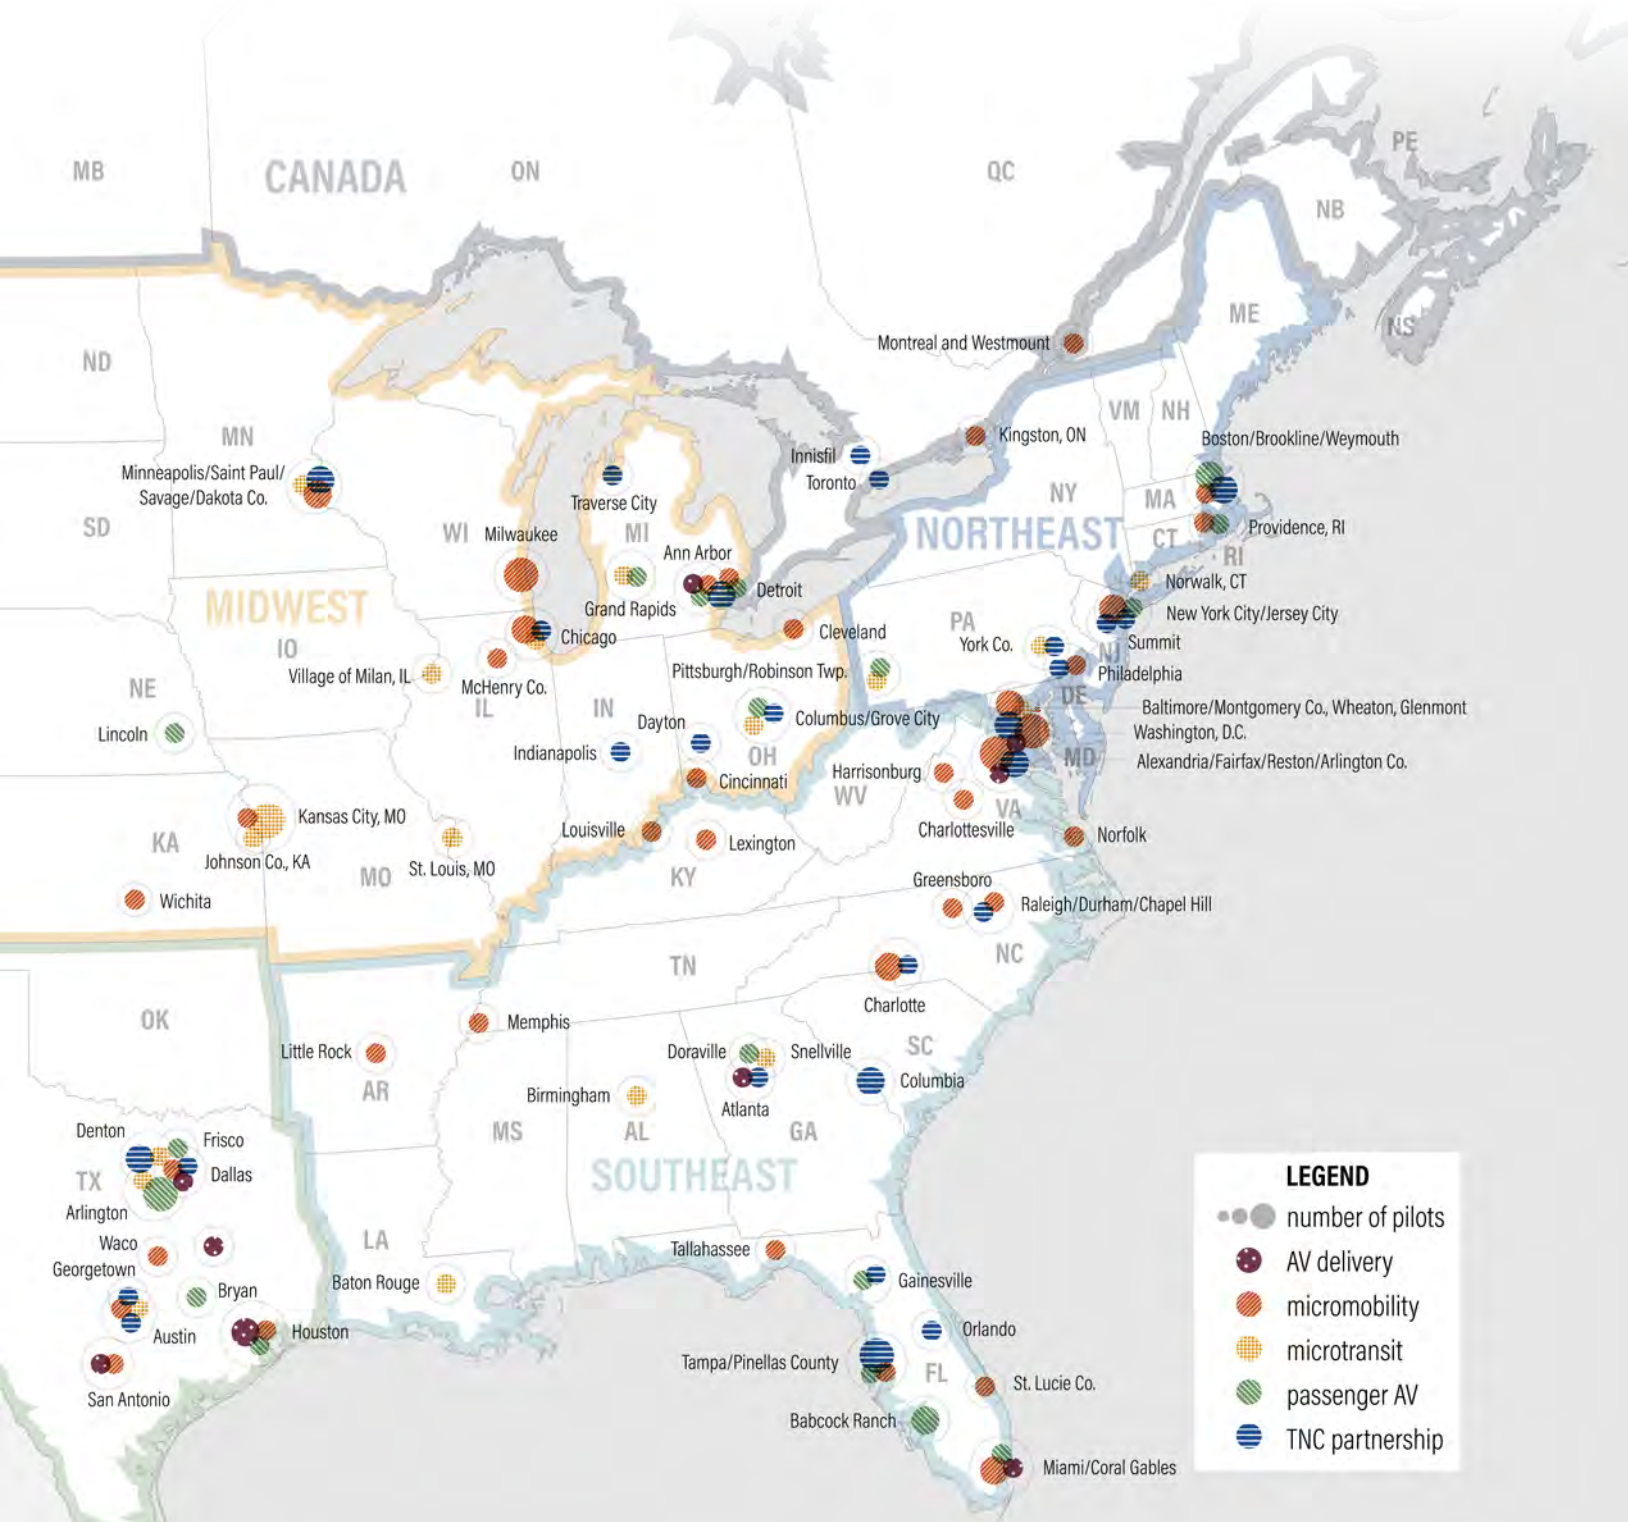 MB
CANADA
ON
QC
PE
NB
ME
NS
ND
Montreal and Westmount
VM
NH
MN
Kingston, ON
Boston/Brookline/Weymouth
Innisfil
Minneapolis/Saint Paul/
Savage/Dakota Co.
Toronto
Traverse City
NY
MA
SD
WI
Milwaukee
MI
NORTHEAST
CT
Providence, RI
RI
Ann Arbor
Detroit
Norwalk, CT
MIDWEST
Grand Rapids
New York City/Jersey City
PA
Chicago
Cleveland
York Co.
NJ
Summit
IO
Village of Milan, IL
Pittsburgh/Robinson Twp.
Philadelphia
NE
McHenry Co.
IL
IN
DE
Baltimore/Montgomery Co., Wheaton, Glenmont
Dayton
Columbus/Grove City
Lincoln
Washington, D.C.
Indianapolis
OH
MD
Alexandria/Fairfax/Reston/Arlington Co.
Cincinnati
Harrisonburg
WV
VA
Kansas City, MO
Louisville
Charlottesville
Norfolk
KA
Lexington
Johnson Co., KA
St. Louis, MO
MO
KY
Greensboro
Wichita
Raleigh/Durham/Chapel Hill
NC
TN
Charlotte
OK
Memphis
Little Rock
Doraville
Snellville
SC
AR
Columbia
Birmingham
Atlanta
Denton
Frisco
MS
AL
GA
TX
Dallas
SOUTHEAST
Arlington
Waco
LA
Tallahassee
Georgetown
Baton Rouge
Gainesville
Bryan
Austin
Houston
Orlando
Tampa/Pinellas County
FL
St. Lucie Co.
San Antonio
Babcock Ranch
Miami/Coral Gables
LEGEND
number of pilots
AV delivery
micromobility
microtransit
passenger AV
TNC partnership